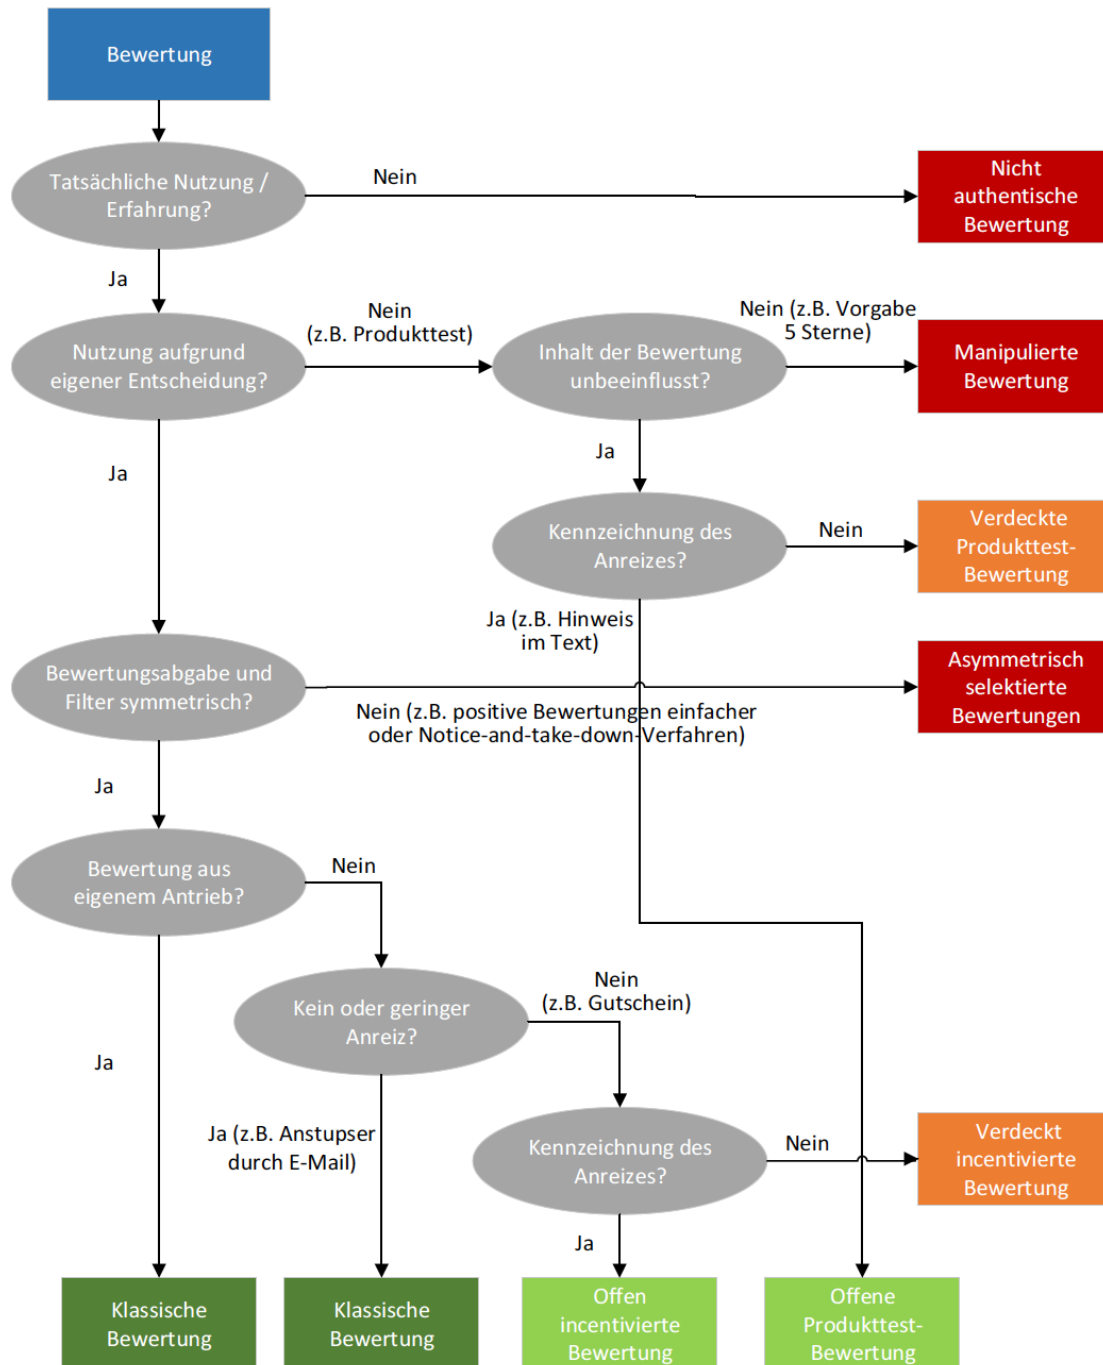 Bewertung
Tatsächliche Nutzung /
Erfahrung?
Nein
Nicht
authentische
Bewertung
Ja
Nutzung aufgrund
eigener Entscheidung?
Nein
(z.B. Produkttest)
Inhalt der Bewertung
unbeeinflusst?
Nein (z.B. Vorgabe
5 Sterne)
Manipulierte
Bewertung
Ja
Ja
Kennzeichnung des
Anreizes?
Nein
Verdeckte
Produkttest-
Bewertung
Ja (z.B. Hinweis
im Text)
Bewertungsabgabe und
Filter symmetrisch?
Nein (z.B. positive Bewertungen einfacher
oder Notice-and-take-down-Verfahren)
Asymmetrisch
selektierte
Bewertungen
Ja
Bewertung aus
eigenem Antrieb?
Nein
Kein oder geringer
Anreiz?
Nein
(z.B. Gutschein)
Ja
Ja (z.B. Anstupser
durch E-Mail)
Kennzeichnung des
Anreizes?
Nein
Verdeckt
incentivierte
Bewertung
Ja
Klassische
Bewertung
Klassische
Bewertung
Offen
incentivierte
Bewertung
Offene
Produkttest-
Bewertung